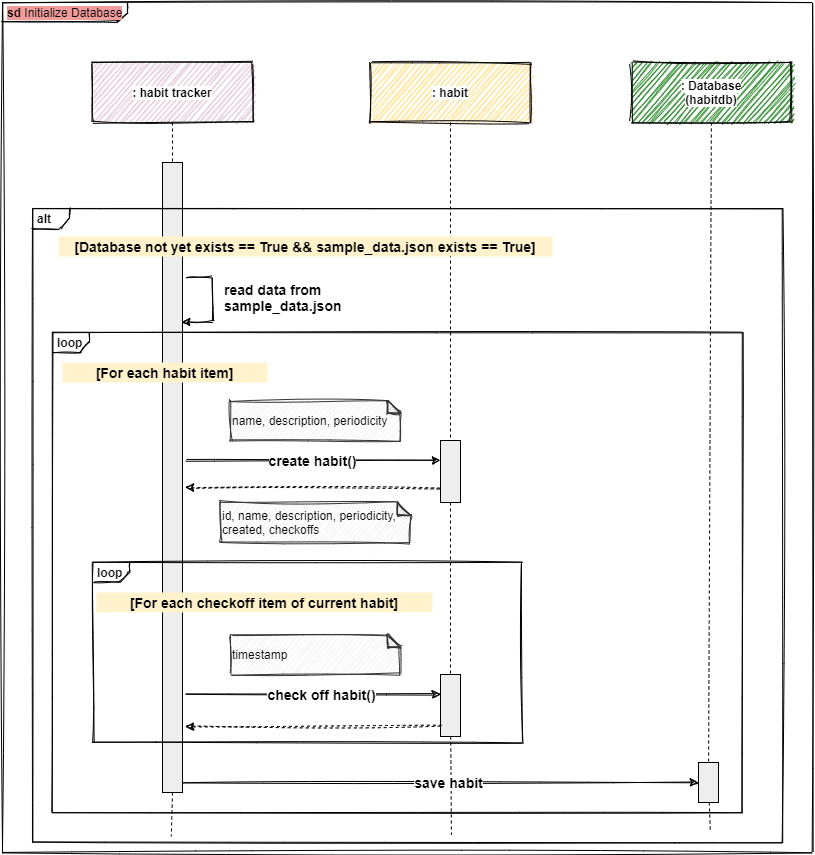 sd Initialize Database
: habit tracker
: habit
: Database
(habitdb)
alt
[Database not yet exists == True && sample_data.json exists == True]
read data from
sample_data.json
loop
[For each habit item]
name, description, periodicity
create habit()
id, name, description, periodicity,
created, checkoffs
loop
[For each checkoff item of current habit]
timestamp
check off habit()
save habit